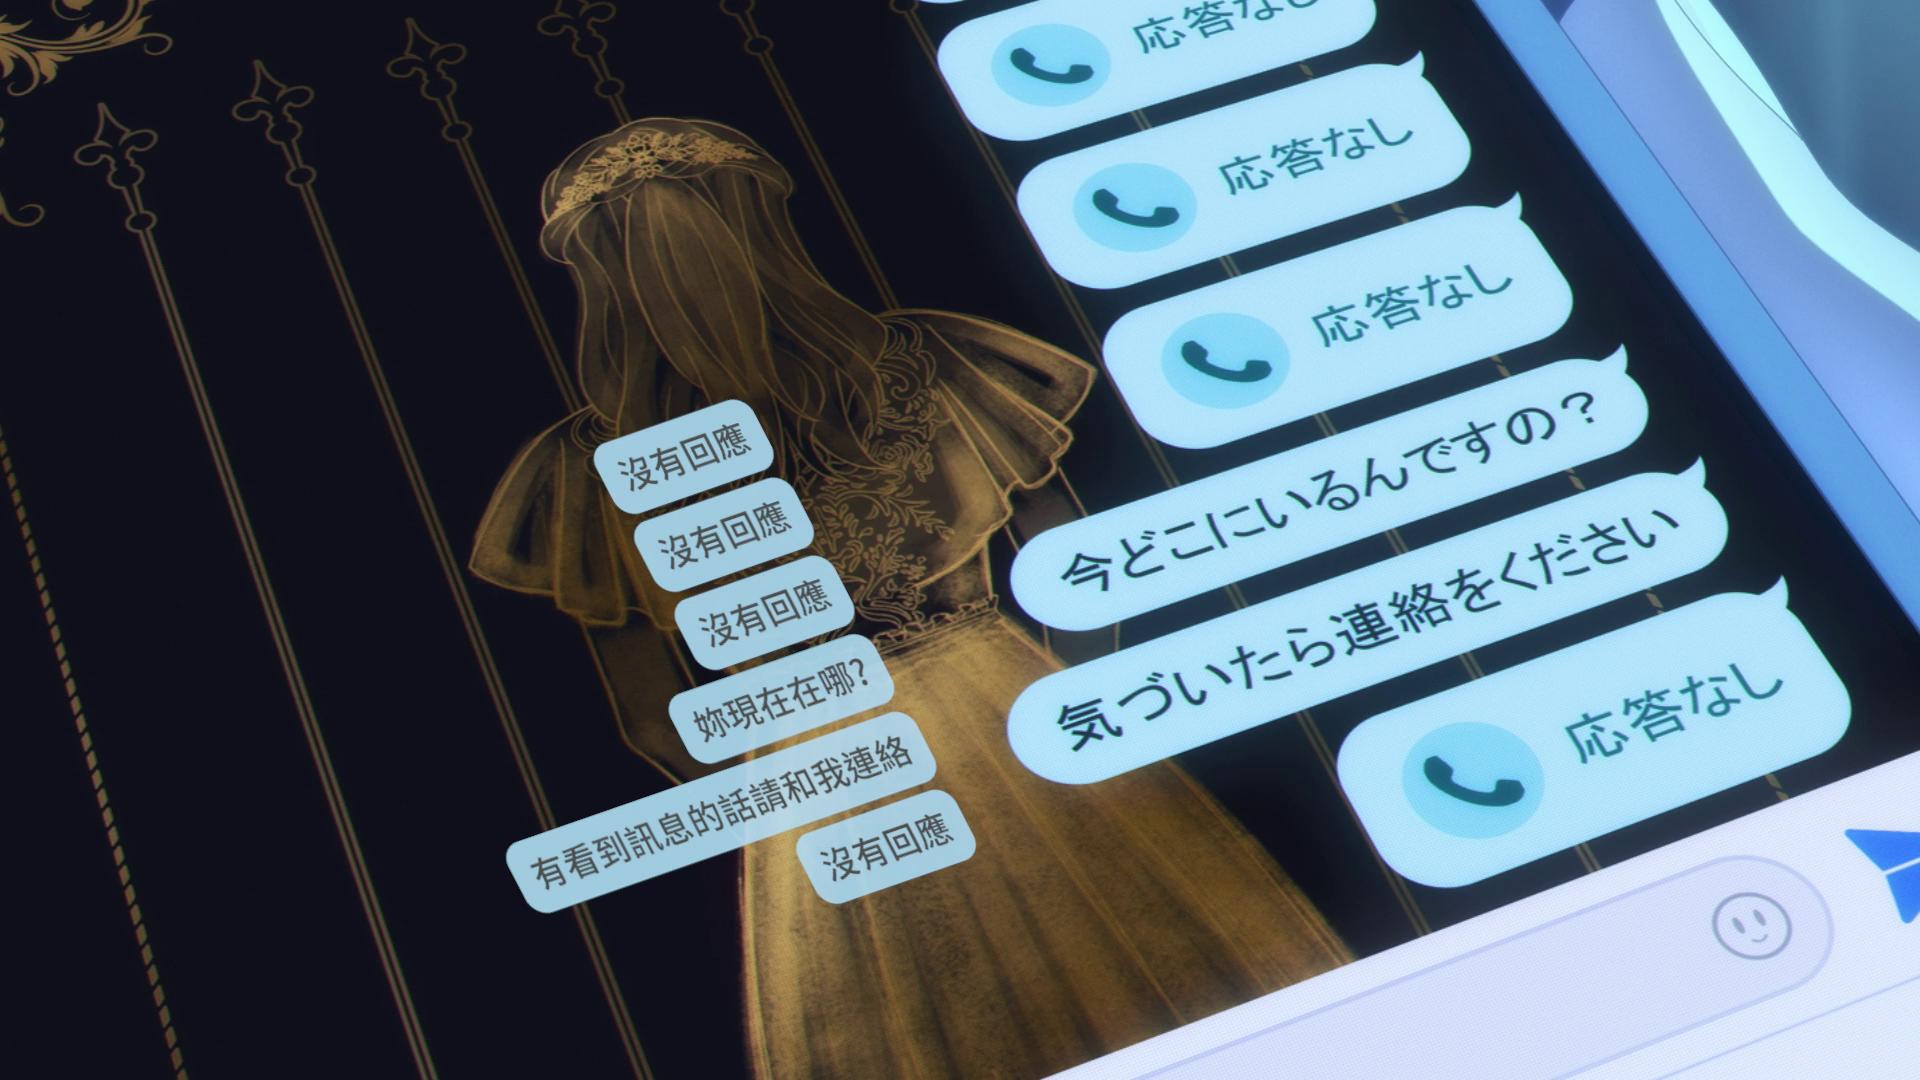 応答なし
応答なし
応答なし
今どこにいるんですの？
気づいたら連絡をください
応答なし
沒有回應
沒有回應
沒有回應
妳現在在哪?
有看到訊息的話請和我連絡
沒有回應